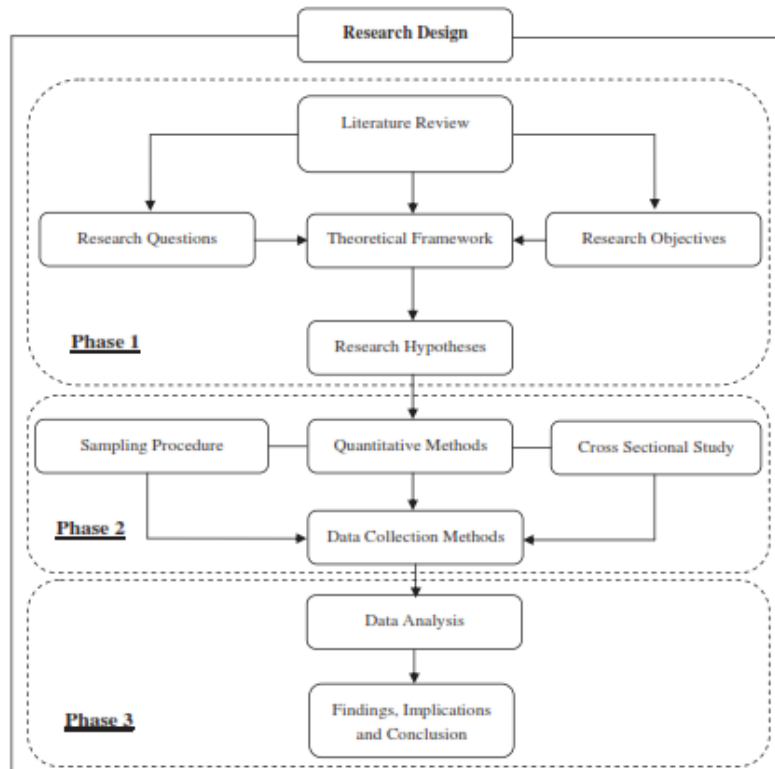 Research Design
Literature Review
Research Questions
Theoretical Framework
Research Objectives
Phase 1
Research Hypotheses
Sampling Procedure
Quantitative Methods
Cross Sectional Study
Phase 2
Data Collection Methods
Data Analysis
Phase 3
Findings, Implications
and Conclusion